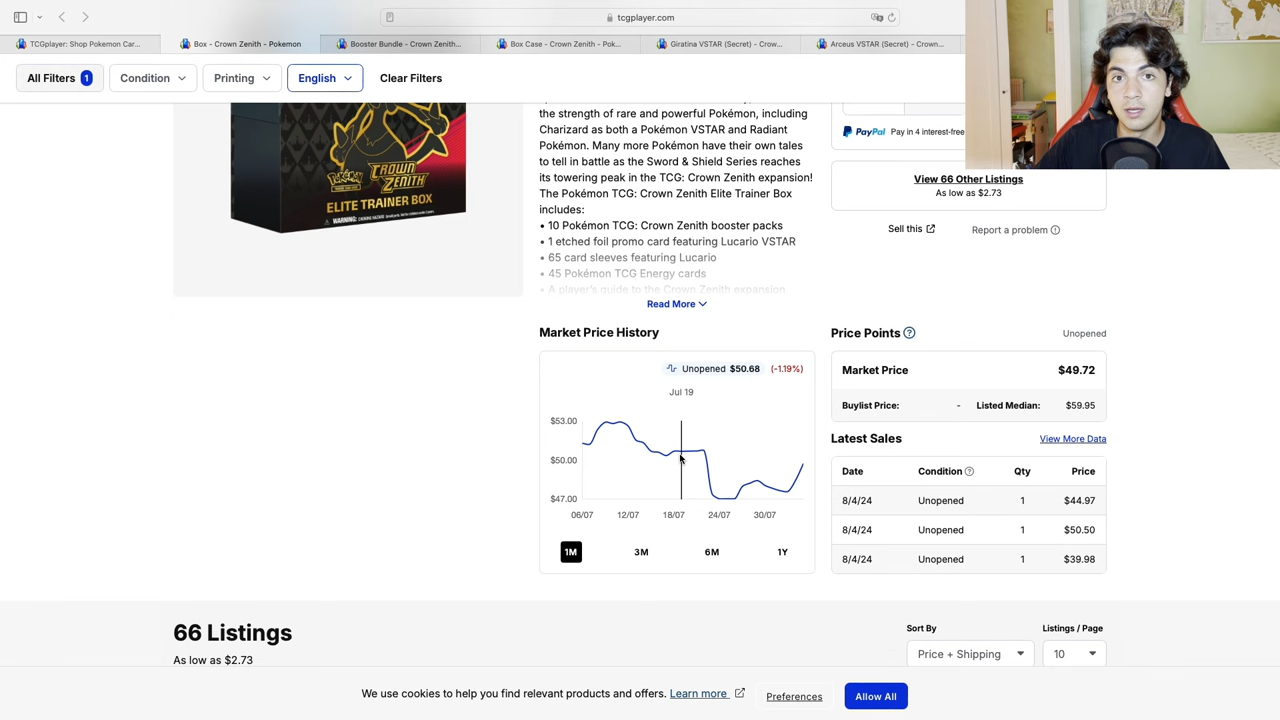 tcgplayer.com
TCGplayer: Shop Pokemon Car...
Box - Crown Zenith - Pokemon
Booster Bundle - Crown Zenith...
Box Case - Crown Zenith - Pok...
Giratina VSTAR (Secret) - Crow...
Arceus VSTAR (Secret) - Crown...
All Filters 1
Condition
Printing
English
Clear Filters
POKéMON
CROWN
ZENITH
ELITE TRAINER BOX
the strength of rare and powerful Pokémon, including
Charizard as both a Pokémon VSTAR and Radiant
Pokémon. Many more Pokémon have their own tales
to tell in battle as the Sword & Shield Series reaches
its towering peak in the TCG: Crown Zenith expansion!
The Pokémon TCG: Crown Zenith Elite Trainer Box
includes:
• 10 Pokémon TCG: Crown Zenith booster packs
• 1 etched foil promo card featuring Lucario VSTAR
• 65 card sleeves featuring Lucario
• 45 Pokémon TCG Energy cards
• A player's guide to the Crown Zenith expansion
Read More
PayPal Pay in 4 interest-free
View 66 Other Listings
As low as $2.73
Sell this
Report a problem
Market Price History
Unopened $50.68 (-1.19%)
Jul 19
$53.00
$50.00
$47.00
06/07 12/07 18/07 24/07 30/07
1M 3M 6M 1Y
Price Points Unopened
Market Price $49.72
Buylist Price: - Listed Median: $59.95
Latest Sales View More Data
Date Condition Qty Price
8/4/24 Unopened 1 $44.97
8/4/24 Unopened 1 $50.50
8/4/24 Unopened 1 $39.98
66 Listings
As low as $2.73
Sort By
Price + Shipping
Listings / Page
10
We use cookies to help you find relevant products and offers. Learn more
Preferences
Allow All